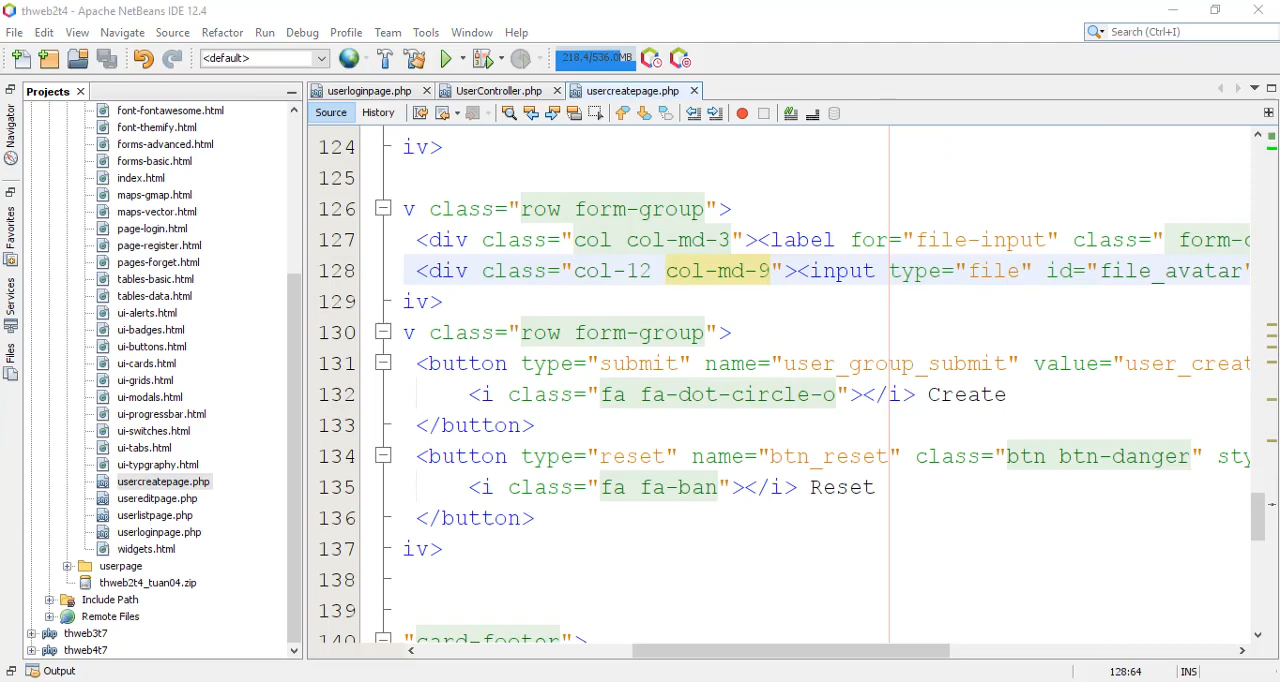 thweb2t4 - Apache NetBeans IDE 12.4
File Edit View Navigate Source Refactor Run Debug Profile Team Tools Window Help
Search (Ctrl+I)
<default>
218.4/536.0MB
Projects
userloginpage.php
UserController.php
usercreatepage.php
Source History
Navigator
Favorites
Services
Files
font-fontawesome.html
font-themify.html
forms-advanced.html
forms-basic.html
index.html
maps-gmap.html
maps-vector.html
page-login.html
page-register.html
pages-forget.html
tables-basic.html
tables-data.html
ui-alerts.html
ui-badges.html
ui-buttons.html
ui-cards.html
ui-grids.html
ui-modals.html
ui-progressbar.html
ui-switches.html
ui-tabs.html
ui-typgraphy.html
usercreatepage.php
usereditpage.php
userlistpage.php
userloginpage.php
widgets.html
userpage
thweb2t4_tuan04.zip
Include Path
Remote Files
thweb3t7
thweb4t7
124 iv>
125
126 v class="row form-group">
127 <div class="col col-md-3"><label for="file-input" class=" form-c
128 <div class="col-12 col-md-9"><input type="file" id="file_avatar"
129 iv>
130 v class="row form-group">
131 <button type="submit" name="user_group_submit" value="user_creat
132 <i class="fa fa-dot-circle-o"></i> Create
133 </button>
134 <button type="reset" name="btn_reset" class="btn btn-danger" sty
135 <i class="fa fa-ban"></i> Reset
136 </button>
137 iv>
138
139
140 "card-footer">
Output
128:64 INS